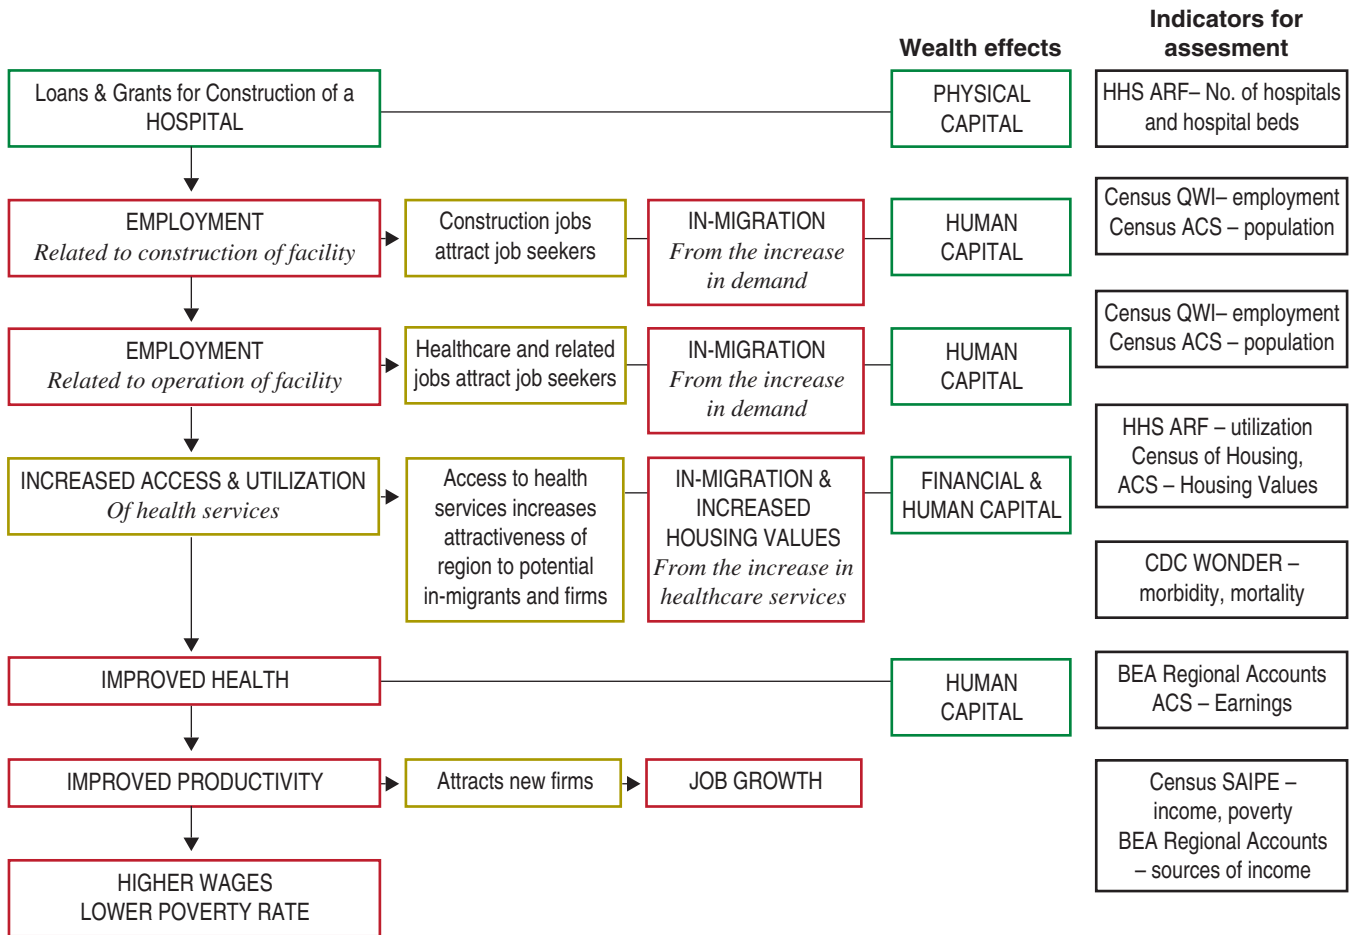 Indicators for
assesment
Wealth effects
Loans & Grants for Construction of a
HOSPITAL
PHYSICAL
CAPITAL
HHS ARF– No. of hospitals
and hospital beds
EMPLOYMENT
Related to construction of facility
Construction jobs
attract job seekers
IN-MIGRATION
From the increase
in demand
HUMAN
CAPITAL
Census QWI– employment
Census ACS – population
EMPLOYMENT
Related to operation of facility
Healthcare and related
jobs attract job seekers
IN-MIGRATION
From the increase
in demand
HUMAN
CAPITAL
Census QWI– employment
Census ACS – population
INCREASED ACCESS & UTILIZATION
Of health services
Access to health
services increases
attractiveness of
region to potential
in-migrants and firms
IN-MIGRATION &
INCREASED
HOUSING VALUES
From the increase in
healthcare services
FINANCIAL &
HUMAN CAPITAL
HHS ARF – utilization
Census of Housing,
ACS – Housing Values
CDC WONDER –
morbidity, mortality
IMPROVED HEALTH
HUMAN
CAPITAL
BEA Regional Accounts
ACS – Earnings
IMPROVED PRODUCTIVITY
Attracts new firms
JOB GROWTH
Census SAIPE –
income, poverty
BEA Regional Accounts
– sources of income
HIGHER WAGES
LOWER POVERTY RATE